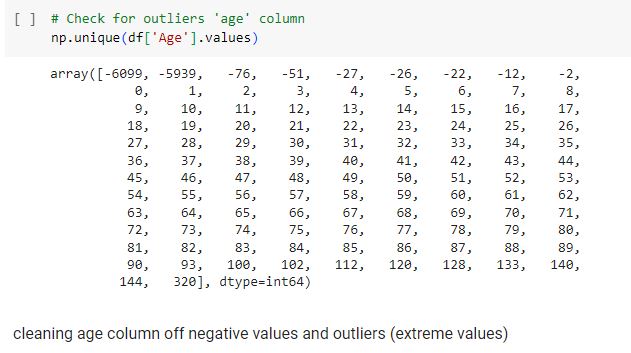 [ ] # Check for outliers 'age' column
np.unique(df['Age'].values)
array([-6099, -5939, -76, -51, -27, -26, -22, -12, -2,
0, 1, 2, 3, 4, 5, 6, 7, 8,
9, 10, 11, 12, 13, 14, 15, 16, 17,
18, 19, 20, 21, 22, 23, 24, 25, 26,
27, 28, 29, 30, 31, 32, 33, 34, 35,
36, 37, 38, 39, 40, 41, 42, 43, 44,
45, 46, 47, 48, 49, 50, 51, 52, 53,
54, 55, 56, 57, 58, 59, 60, 61, 62,
63, 64, 65, 66, 67, 68, 69, 70, 71,
72, 73, 74, 75, 76, 77, 78, 79, 80,
81, 82, 83, 84, 85, 86, 87, 88, 89,
90, 93, 100, 102, 112, 120, 128, 133, 140,
144, 320], dtype=int64)
cleaning age column off negative values and outliers (extreme values)